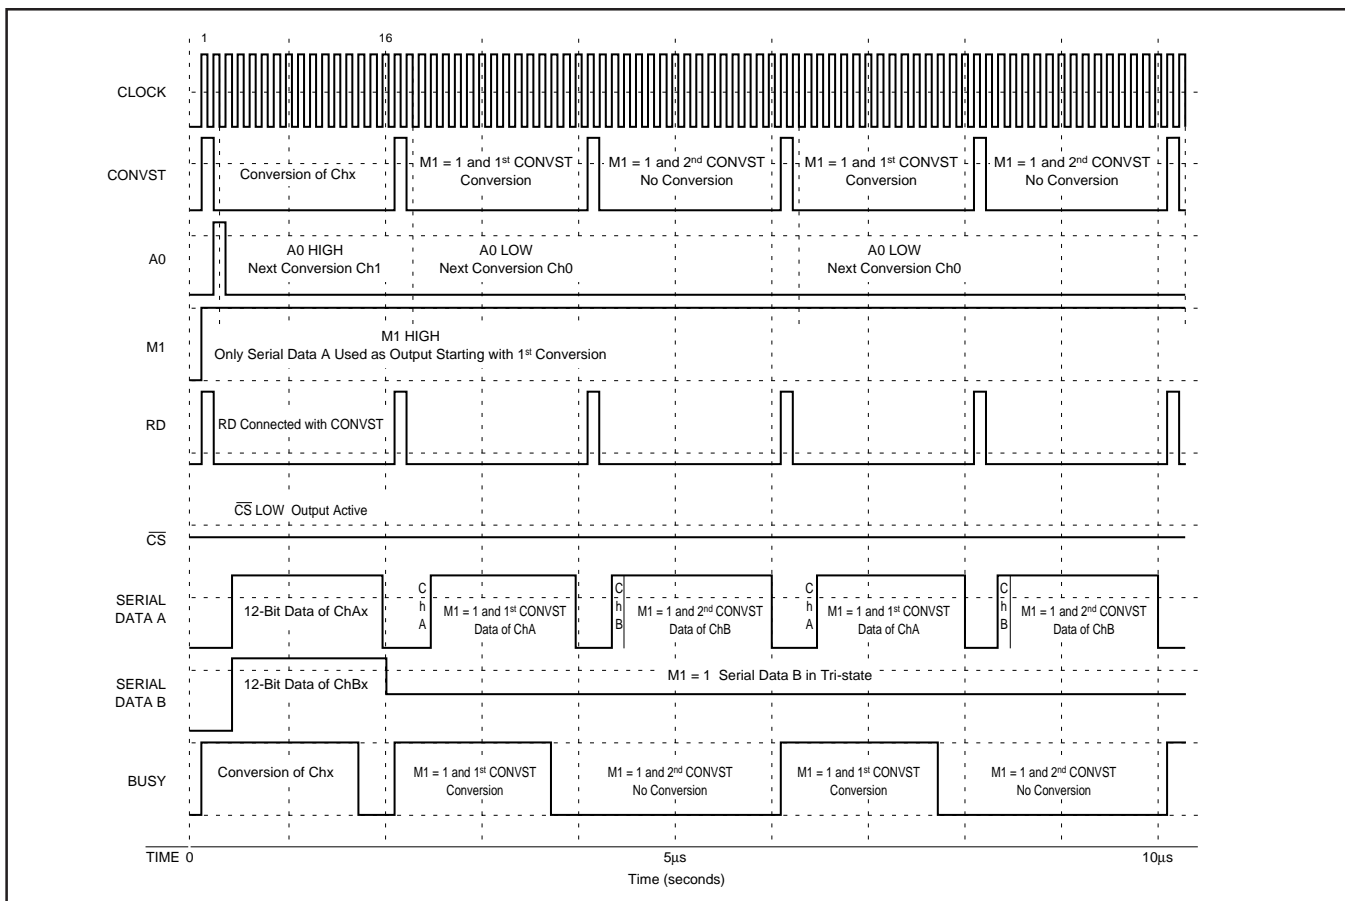 1 16
CLOCK
CONVST
Conversion of Chx
M1 = 1 and 1st CONVST
Conversion
M1 = 1 and 2nd CONVST
No Conversion
M1 = 1 and 1st CONVST
Conversion
M1 = 1 and 2nd CONVST
No Conversion
A0
A0 HIGH
Next Conversion Ch1
A0 LOW
Next Conversion Ch0
A0 LOW
Next Conversion Ch0
M1
M1 HIGH
Only Serial Data A Used as Output Starting with 1st Conversion
RD
RD Connected with CONVST
CS LOW Output Active
CS
SERIAL
DATA A
12-Bit Data of ChAx
ChA
M1 = 1 and 1st CONVST
Data of ChA
ChB
M1 = 1 and 2nd CONVST
Data of ChB
ChA
M1 = 1 and 1st CONVST
Data of ChA
ChB
M1 = 1 and 2nd CONVST
Data of ChB
SERIAL
DATA B
12-Bit Data of ChBx
M1 = 1 Serial Data B in Tri-state
BUSY
Conversion of Chx
M1 = 1 and 1st CONVST
Conversion
M1 = 1 and 2nd CONVST
No Conversion
M1 = 1 and 1st CONVST
Conversion
M1 = 1 and 2nd CONVST
No Conversion
TIME 0 5µs 10µs
Time (seconds)